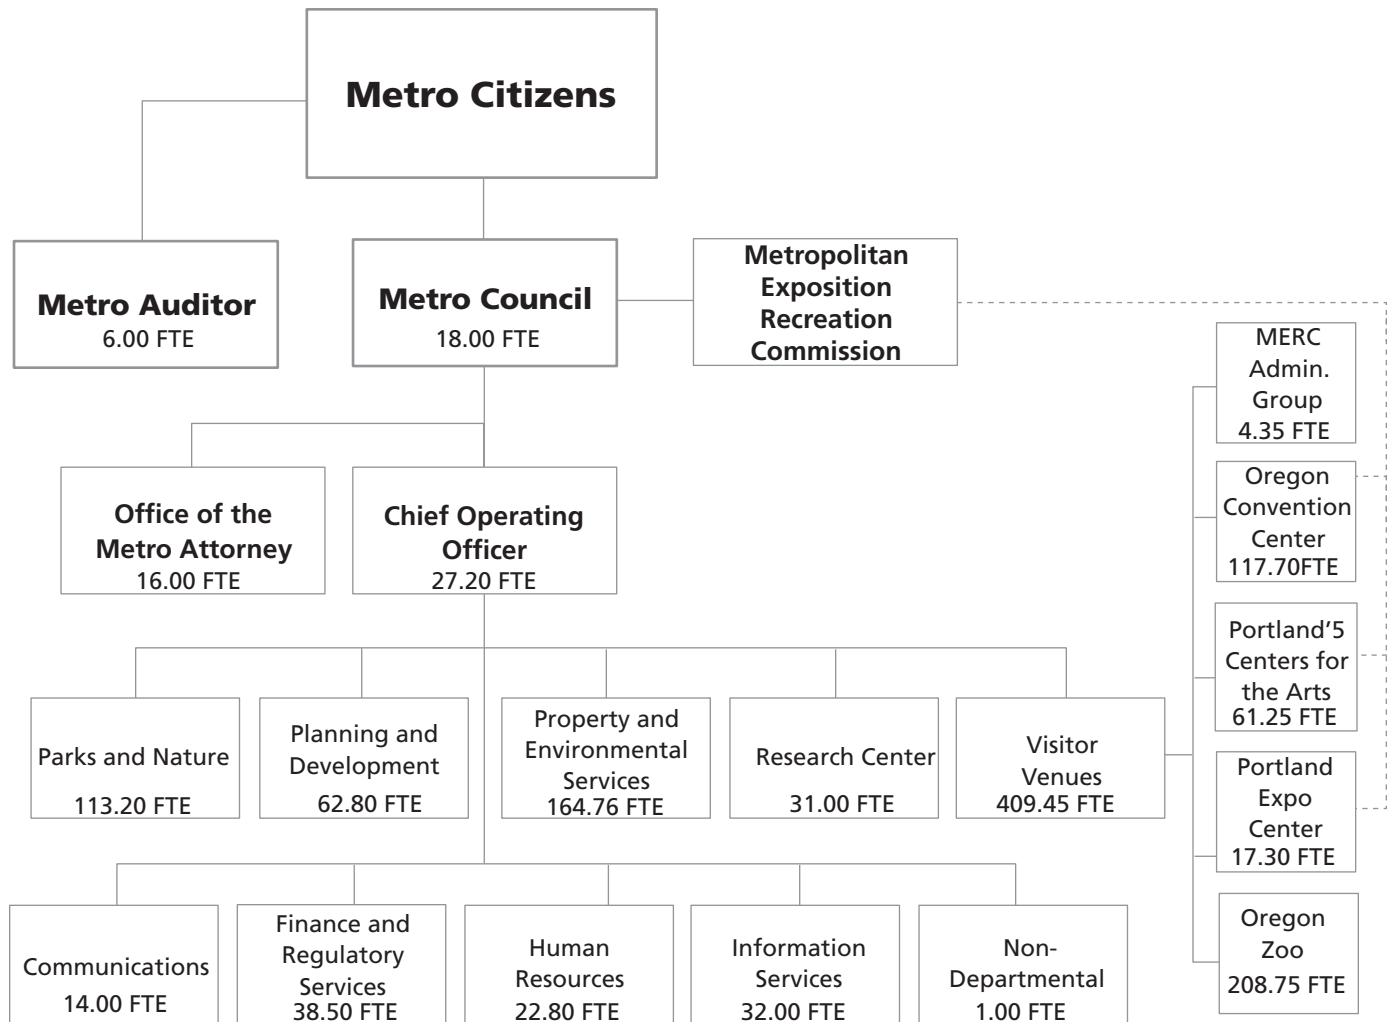 Metro Citizens
Metro Auditor
6.00 FTE
Metro Council
18.00 FTE
Metropolitan
Exposition
Recreation
Commission
Office of the
Metro Attorney
16.00 FTE
Chief Operating
Officer
27.20 FTE
Parks and Nature
113.20 FTE
Planning and
Development
62.80 FTE
Property and
Environmental
Services
164.76 FTE
Research Center
31.00 FTE
Visitor
Venues
409.45 FTE
MERC
Admin.
Group
4.35 FTE
Oregon
Convention
Center
117.70FTE
Portland'5
Centers for
the Arts
61.25 FTE
Portland
Expo
Center
17.30 FTE
Oregon
Zoo
208.75 FTE
Communications
14.00 FTE
Finance and
Regulatory
Services
38.50 FTE
Human
Resources
22.80 FTE
Information
Services
32.00 FTE
Non-
Departmental
1.00 FTE